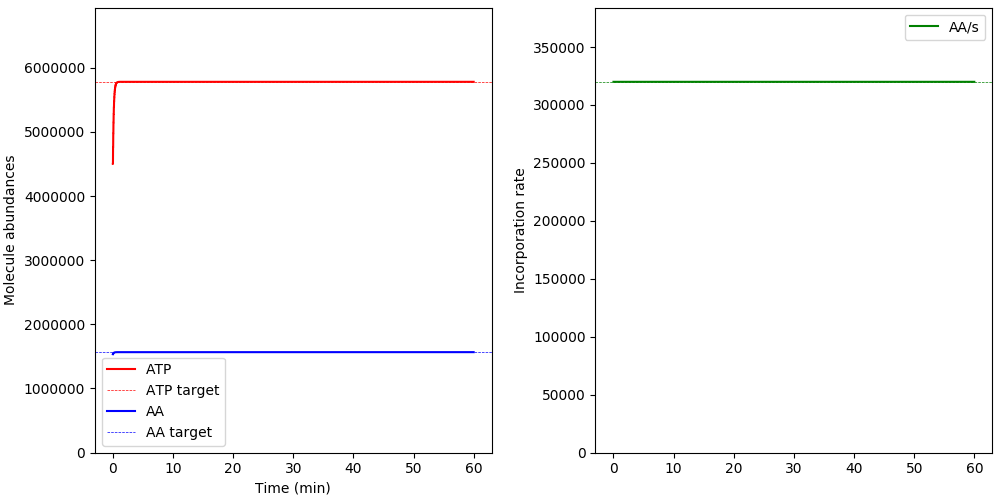 Molecule abundances
6000000
5000000
4000000
3000000
2000000
1000000
0
ATP
ATP target
AA
AA target
0 10 20 30 40 50 60
Time (min)
Incorporation rate
350000
300000
250000
200000
150000
100000
50000
0
AA/s
0 10 20 30 40 50 60